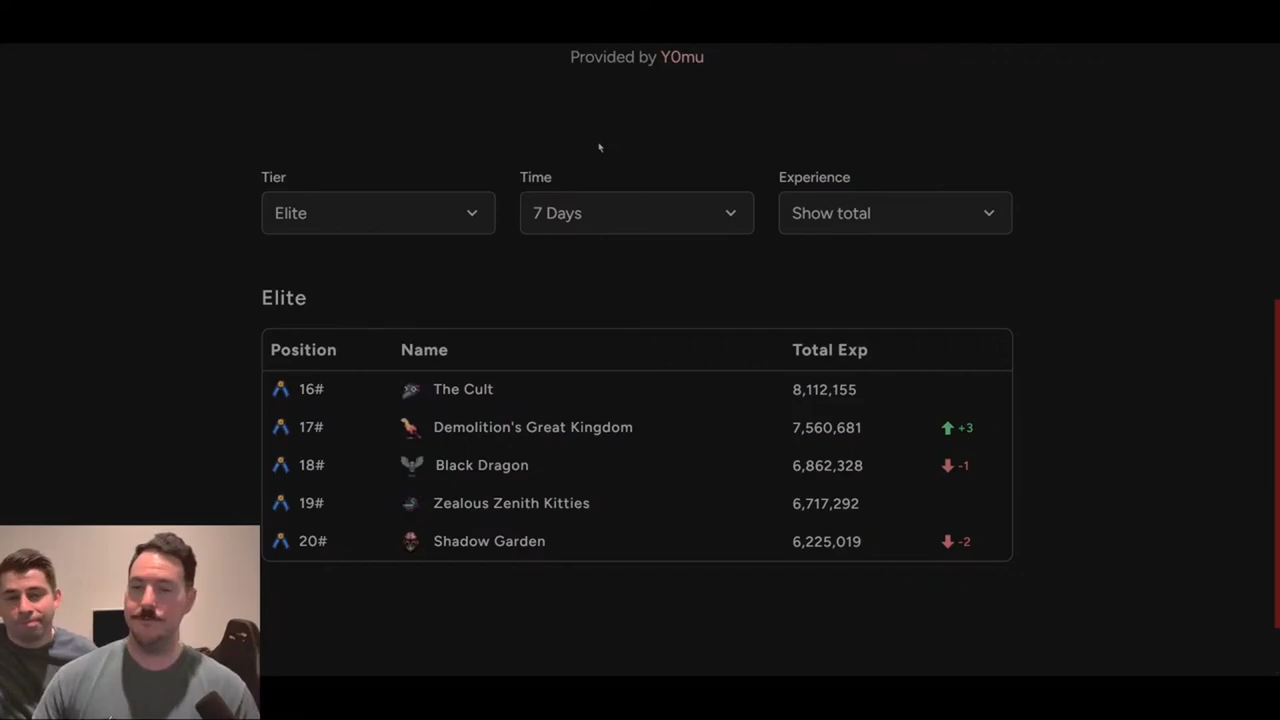 Provided by Y0mu
Tier
Time
Experience
Elite
7 Days
Show total
Elite
Position Name Total Exp
16# The Cult 8,112,155
17# Demolition's Great Kingdom 7,560,681 +3
18# Black Dragon 6,862,328 -1
19# Zealous Zenith Kitties 6,717,292
20# Shadow Garden 6,225,019 -2